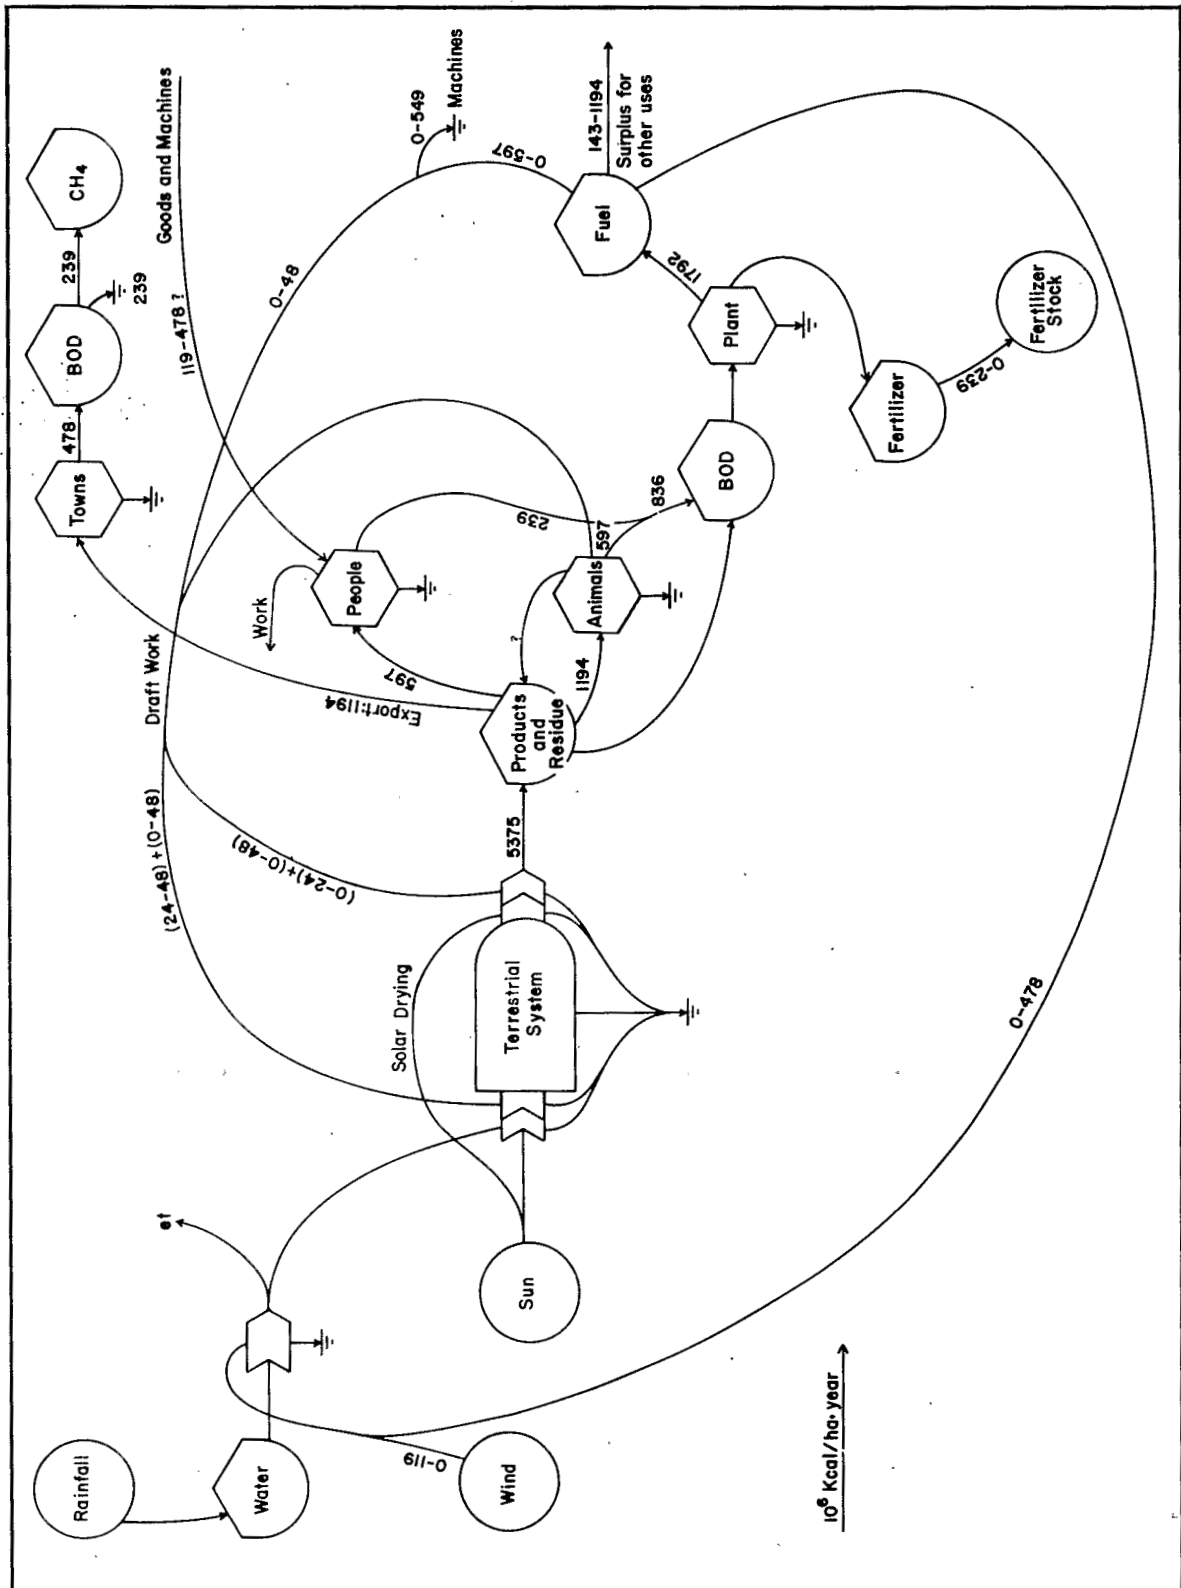 Rainfall
Water
Wind
0-119
et
Sun
Solar Drying
Terrestrial
System
(24-48)+(0-48)
(0-24)+(0-48)
Draft Work
5375
Products
and
Residue
Export:1194
597
1194
?
Work
People
Animals
239
597
836
Towns
478
BOD
239
239
CH4
119-478 ?
Goods and Machines
0-48
0-549
Machines
0-597
BOD
Plant
1792
Fuel
143-1194
Surplus for
other uses
Fertilizer
0-239
Fertilizer
Stock
0-478
10⁶ Kcal/ha·year